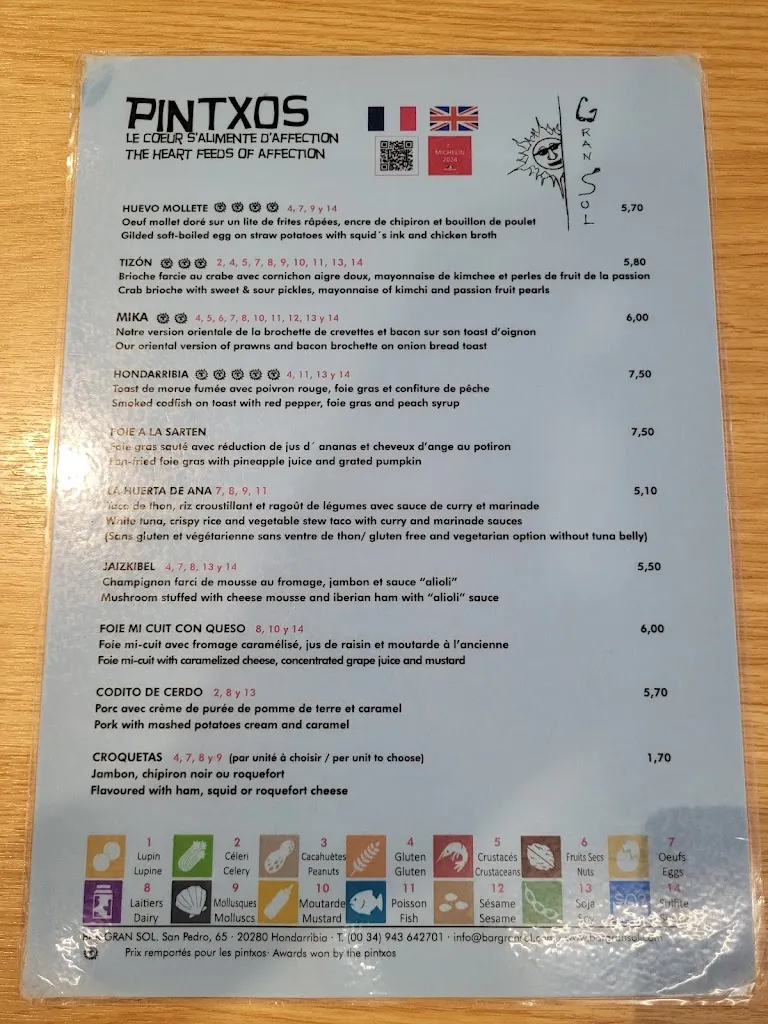 PINTXOS
LE COEUR S'ALIMENTE D'AFFECTION
THE HEART FEEDS OF AFFECTION
MICHELIN
2024
GRAN SOL
HUEVO MOLLETE 4, 7, 9 y 14 5,70
Oeuf mollet doré sur un lite de frites râpées, encre de chipiron et bouillon de poulet
Gilded soft-boiled egg on straw potatoes with squid´s ink and chicken broth
TIZÓN 2, 4, 5, 7, 8, 9, 10, 11, 13, 14 5,80
Brioche farcie au crabe avec cornichon aigre doux, mayonnaise de kimchee et perles de fruit de la passion
Crab brioche with sweet & sour pickles, mayonnaise of kimchi and passion fruit pearls
MIKA 4, 5, 6, 7, 8, 10, 11, 12, 13 y 14 6,00
Notre version orientale de la brochette de crevettes et bacon sur son toast d'oignon
Our oriental version of prawns and bacon brochette on onion bread toast
HONDARRIBIA 4, 11, 13 y 14 7,50
Toast de morue fumée avec poivron rouge, foie gras et confiture de pêche
Smoked codfish on toast with red pepper, foie gras and peach syrup
FOIE A LA SARTEN 7,50
Foie gras sauté avec réduction de jus d´ ananas et cheveux d'ange au potiron
Pan-fried foie gras with pineapple juice and grated pumpkin
LA HUERTA DE ANA 7, 8, 9, 11 5,10
Taco de thon, riz croustillant et ragoût de légumes avec sauce de curry et marinade
White tuna, crispy rice and vegetable stew taco with curry and marinade sauces
(Sans gluten et végétarienne sans ventre de thon/ gluten free and vegetarian option without tuna belly)
JAIZKIBEL 4, 7, 8, 13 y 14 5,50
Champignon farci de mousse au fromage, jambon et sauce "alioli"
Mushroom stuffed with cheese mousse and iberian ham with "alioli" sauce
FOIE MI CUIT CON QUESO 8, 10 y 14 6,00
Foie mi-cuit avec fromage caramélisé, jus de raisin et moutarde à l'ancienne
Foie mi-cuit with caramelized cheese, concentrated grape juice and mustard
CODITO DE CERDO 2, 8 y 13 5,70
Porc avec crème de purée de pomme de terre et caramel
Pork with mashed potatoes cream and caramel
CROQUETAS 4, 7, 8 y 9 (par unité à choisir / per unit to choose) 1,70
Jambon, chipiron noir ou roquefort
Flavoured with ham, squid or roquefort cheese
1 2 3 4 5 6 7
Lupin Céleri Cacahuètes Gluten Crustacés Fruits Secs Oeufs
Lupine Celery Peanuts Gluten Crustaceans Nuts Eggs
8 9 10 11 12 13 14
Laitiers Mollusques Moutarde Poisson Sésame Soja Sulfite
Dairy Molluscs Mustard Fish Sesame
BAR GRAN SOL. San Pedro, 65 · 20280 Hondarribia · T. (00 34) 943 642701 · info@bargransol.com · www.bargransol.com
Prix remportés pour les pintxos· Awards won by the pintxos